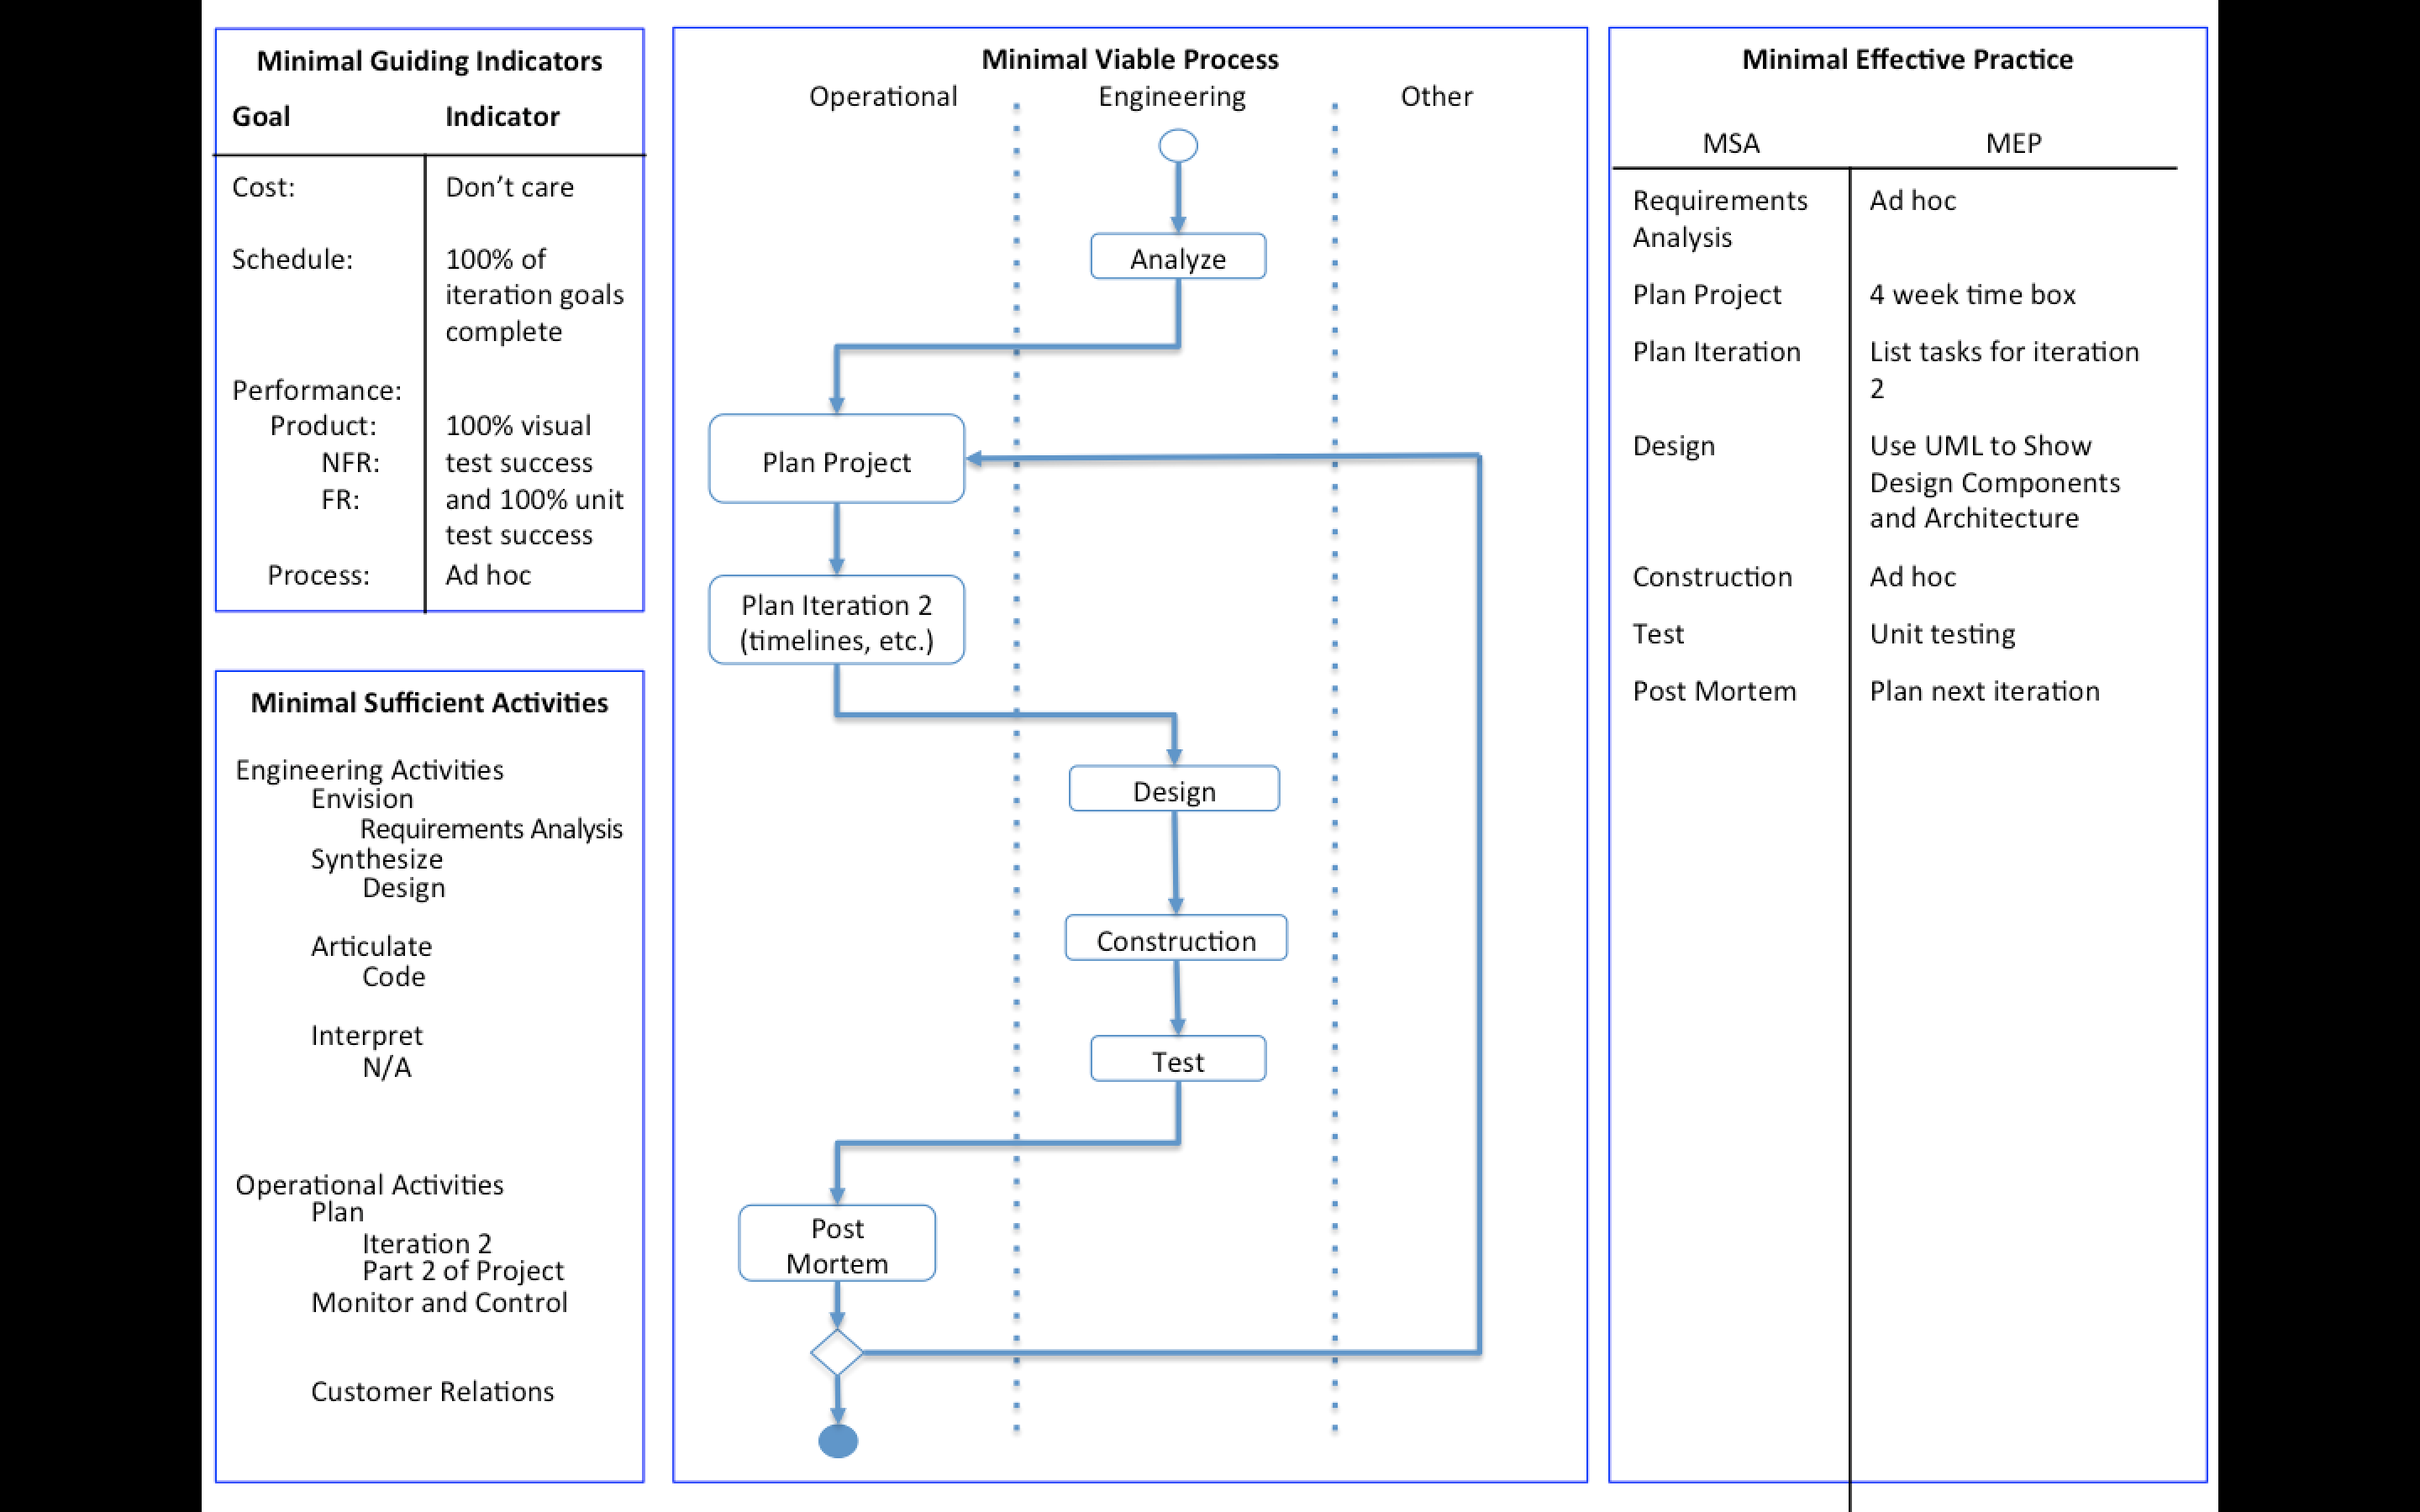 Minimal Guiding Indicators
Goal Indicator
Cost: Don't care
Schedule: 100% of
iteration goals
complete
Performance:
Product: 100% visual
NFR: test success
FR: and 100% unit
test success
Process: Ad hoc
Minimal Sufficient Activities
Engineering Activities
Envision
Requirements Analysis
Synthesize
Design
Articulate
Code
Interpret
N/A
Operational Activities
Plan
Iteration 2
Part 2 of Project
Monitor and Control
Customer Relations
Minimal Viable Process
Operational Engineering Other
Analyze
Plan Project
Plan Iteration 2
(timelines, etc.)
Design
Construction
Test
Post
Mortem
Minimal Effective Practice
MSA MEP
Requirements Ad hoc
Analysis
Plan Project 4 week time box
Plan Iteration List tasks for iteration
2
Design Use UML to Show
Design Components
and Architecture
Construction Ad hoc
Test Unit testing
Post Mortem Plan next iteration